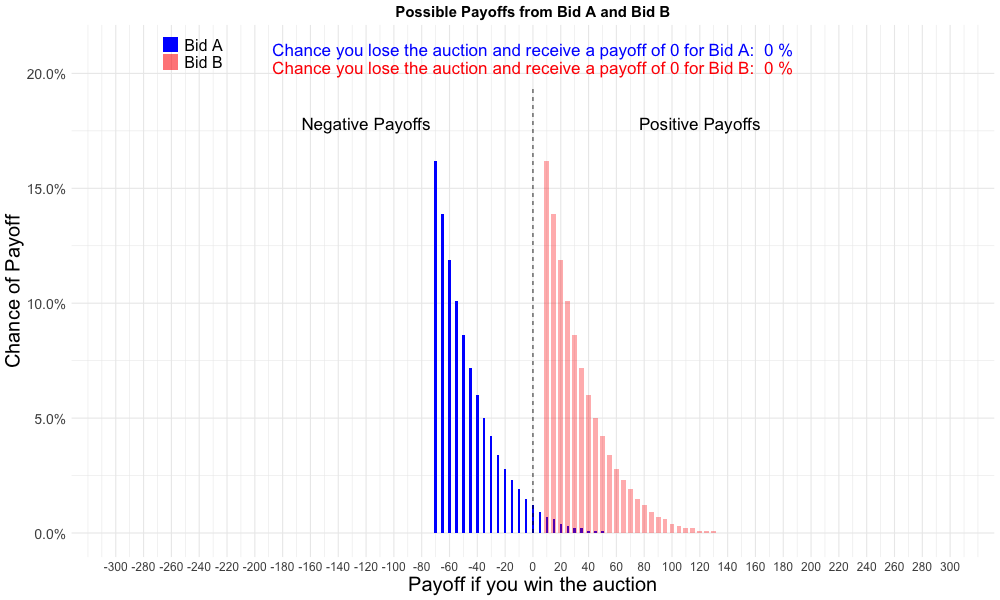 Possible Payoffs from Bid A and Bid B
Bid A
Bid B
Chance you lose the auction and receive a payoff of 0 for Bid A:  0 %
Chance you lose the auction and receive a payoff of 0 for Bid B:  0 %
Negative Payoffs
Positive Payoffs
Chance of Payoff
20.0%
15.0%
10.0%
5.0%
0.0%
-300 -280 -260 -240 -220 -200 -180 -160 -140 -120 -100 -80 -60 -40 -20 0 20 40 60 80 100 120 140 160 180 200 220 240 260 280 300
Payoff if you win the auction